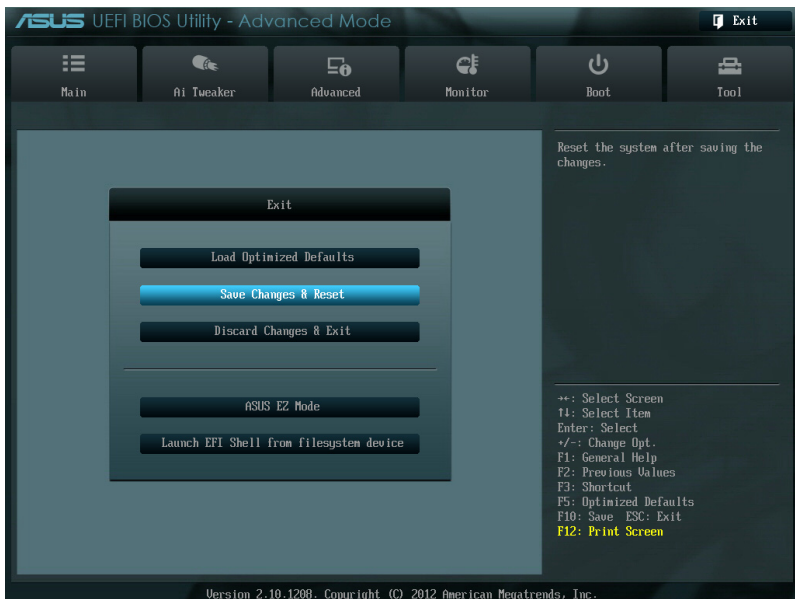 ASUS UEFI BIOS Utility - Advanced Mode
Exit
Main
Ai Tweaker
Advanced
Monitor
Boot
Tool
Exit
Load Optimized Defaults
Save Changes & Reset
Discard Changes & Exit
ASUS EZ Mode
Launch EFI Shell from filesystem device
Reset the system after saving the
changes.
→←: Select Screen
↑↓: Select Item
Enter: Select
+/-: Change Opt.
F1: General Help
F2: Previous Values
F3: Shortcut
F5: Optimized Defaults
F10: Save ESC: Exit
F12: Print Screen
Version 2.10.1208. Copyright (C) 2012 American Megatrends, Inc.